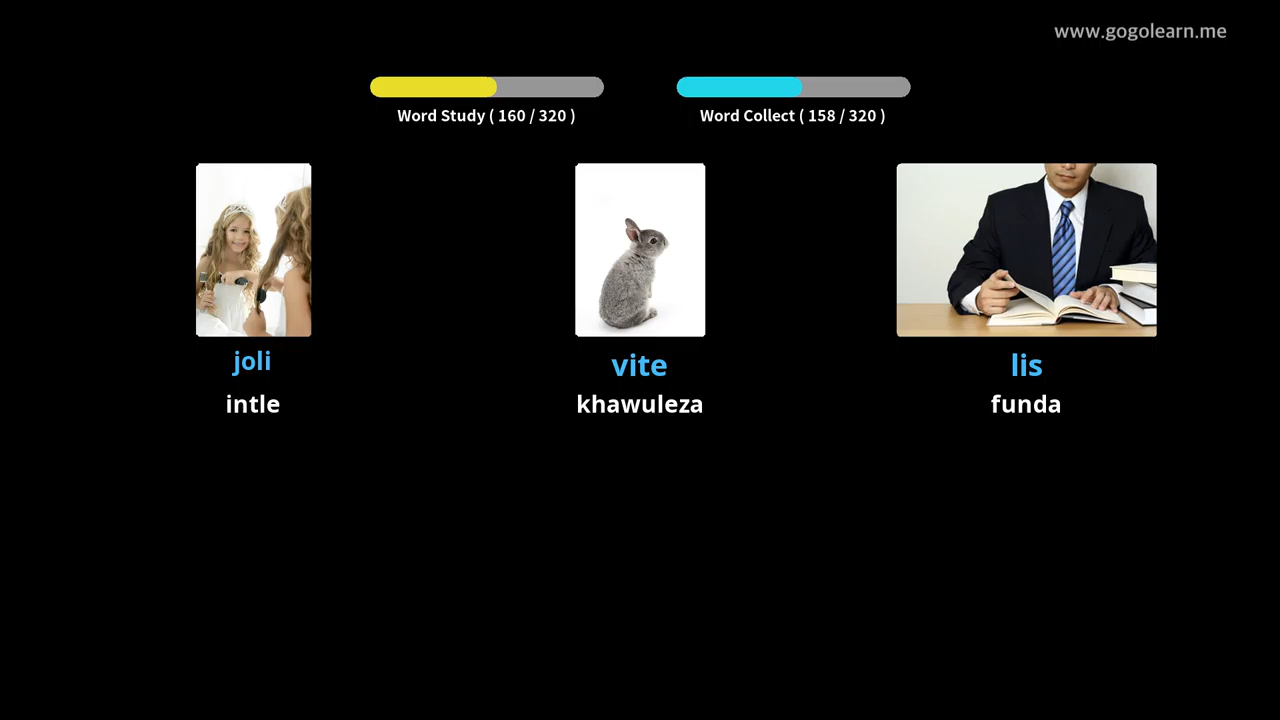 www.gogolearn.me
Word Study ( 160 / 320 )
Word Collect ( 158 / 320 )
joli
vite
lis
intle
khawuleza
funda